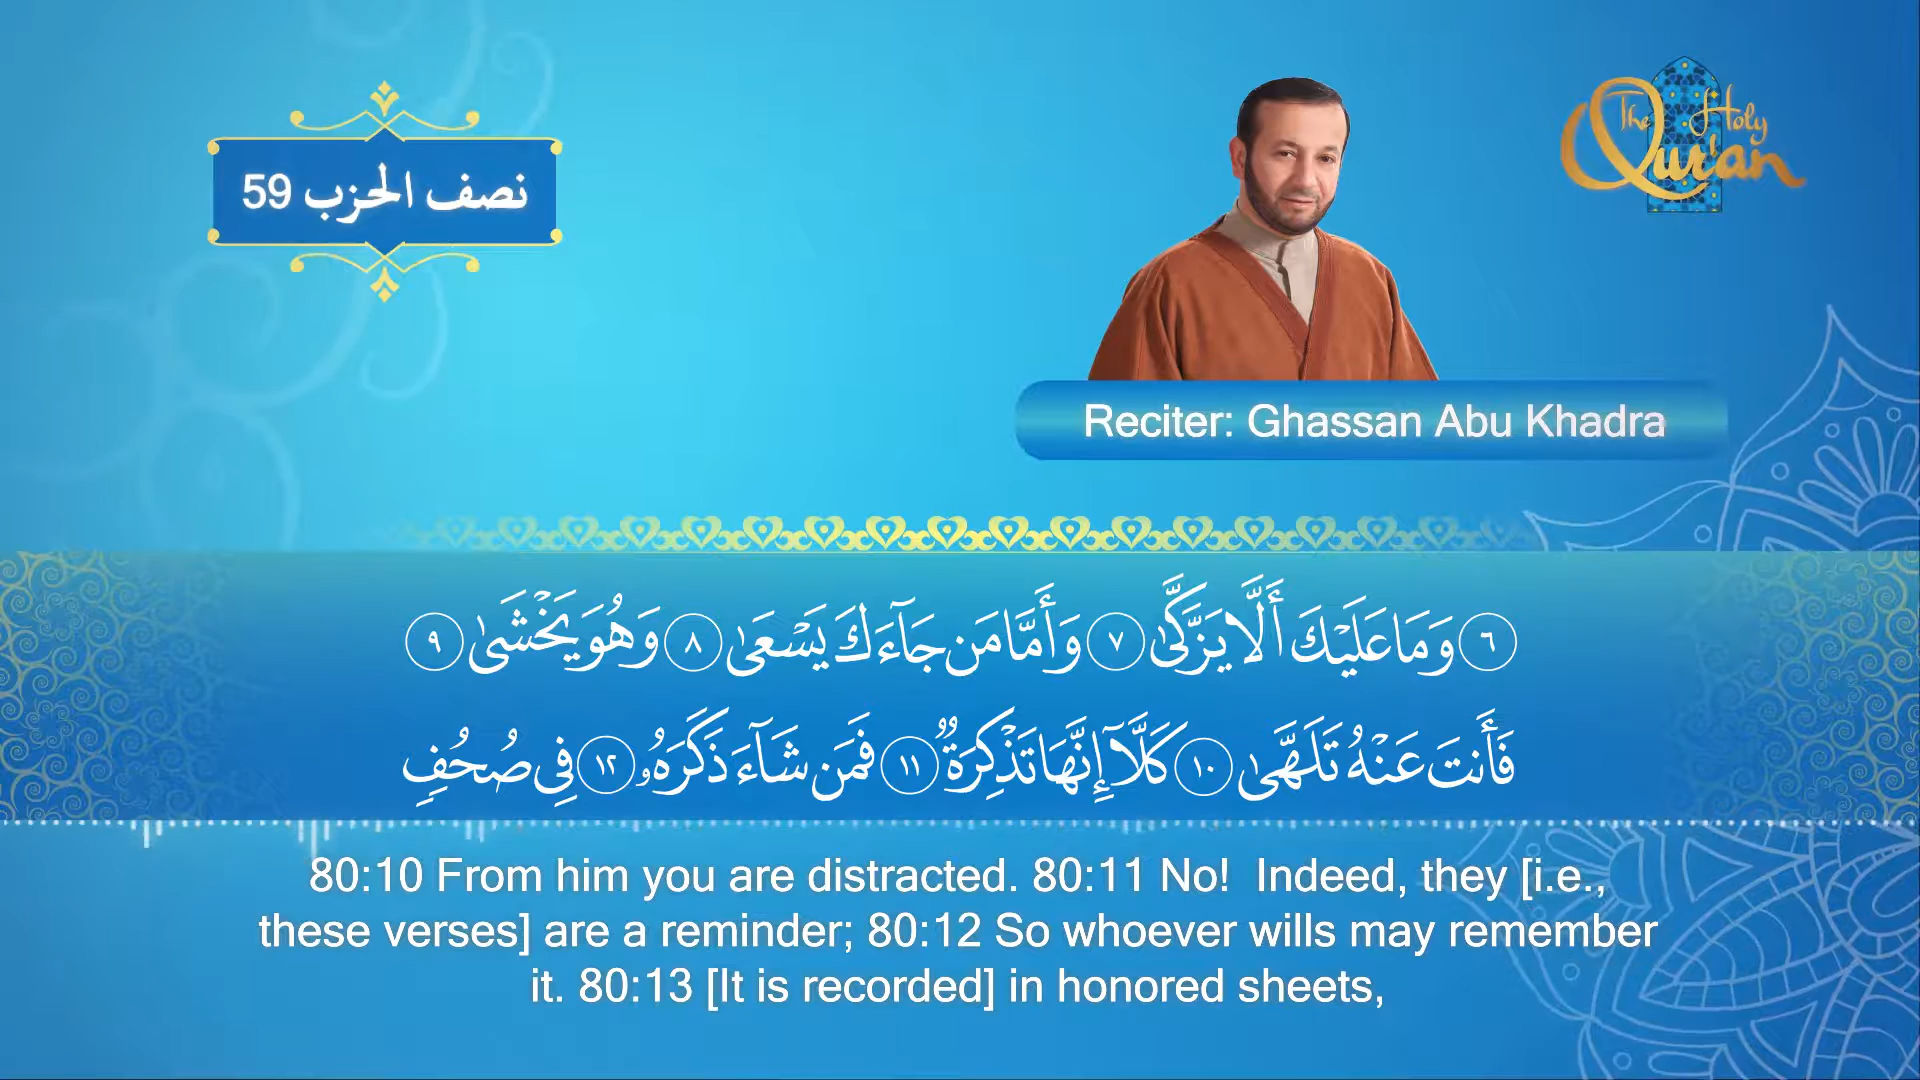 نصف الحزب 59
The Holy Qur'an
Reciter: Ghassan Abu Khadra
٦ وَمَا عَلَيْكَ أَلَّا يَزَّكَّىٰ ٧ وَأَمَّا مَن جَآءَكَ يَسْعَىٰ ٨ وَهُوَ يَخْشَىٰ ٩
فَأَنتَ عَنْهُ تَلَهَّىٰ ١٠ كَلَّآ إِنَّهَا تَذْكِرَةٌ ١١ فَمَن شَآءَ ذَكَرَهُۥ ١٢ فِى صُحُفٍ
80:10 From him you are distracted. 80:11 No!  Indeed, they [i.e.,
these verses] are a reminder; 80:12 So whoever wills may remember
it. 80:13 [It is recorded] in honored sheets,